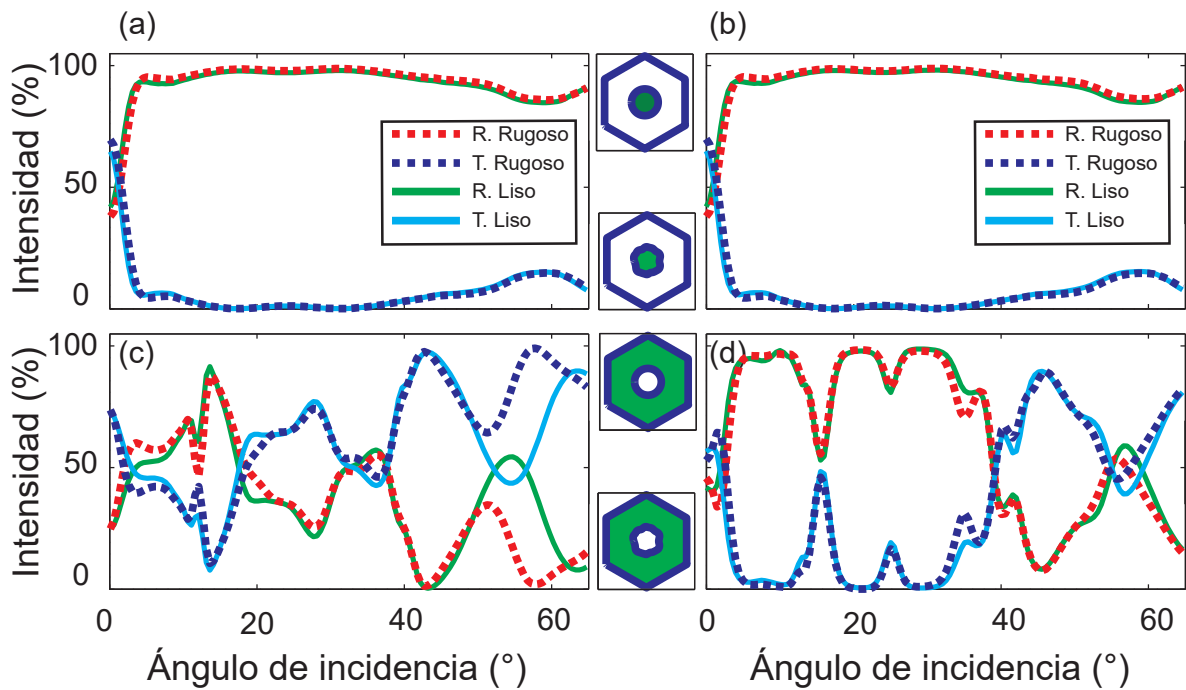 (a)
(b)
Intensidad (%)
100
50
0
R. Rugoso
T. Rugoso
R. Liso
T. Liso
R. Rugoso
T. Rugoso
R. Liso
T. Liso
(c)
(d)
Intensidad (%)
100
50
0
0 20 40 60
0 20 40 60
Ángulo de incidencia (°)
Ángulo de incidencia (°)